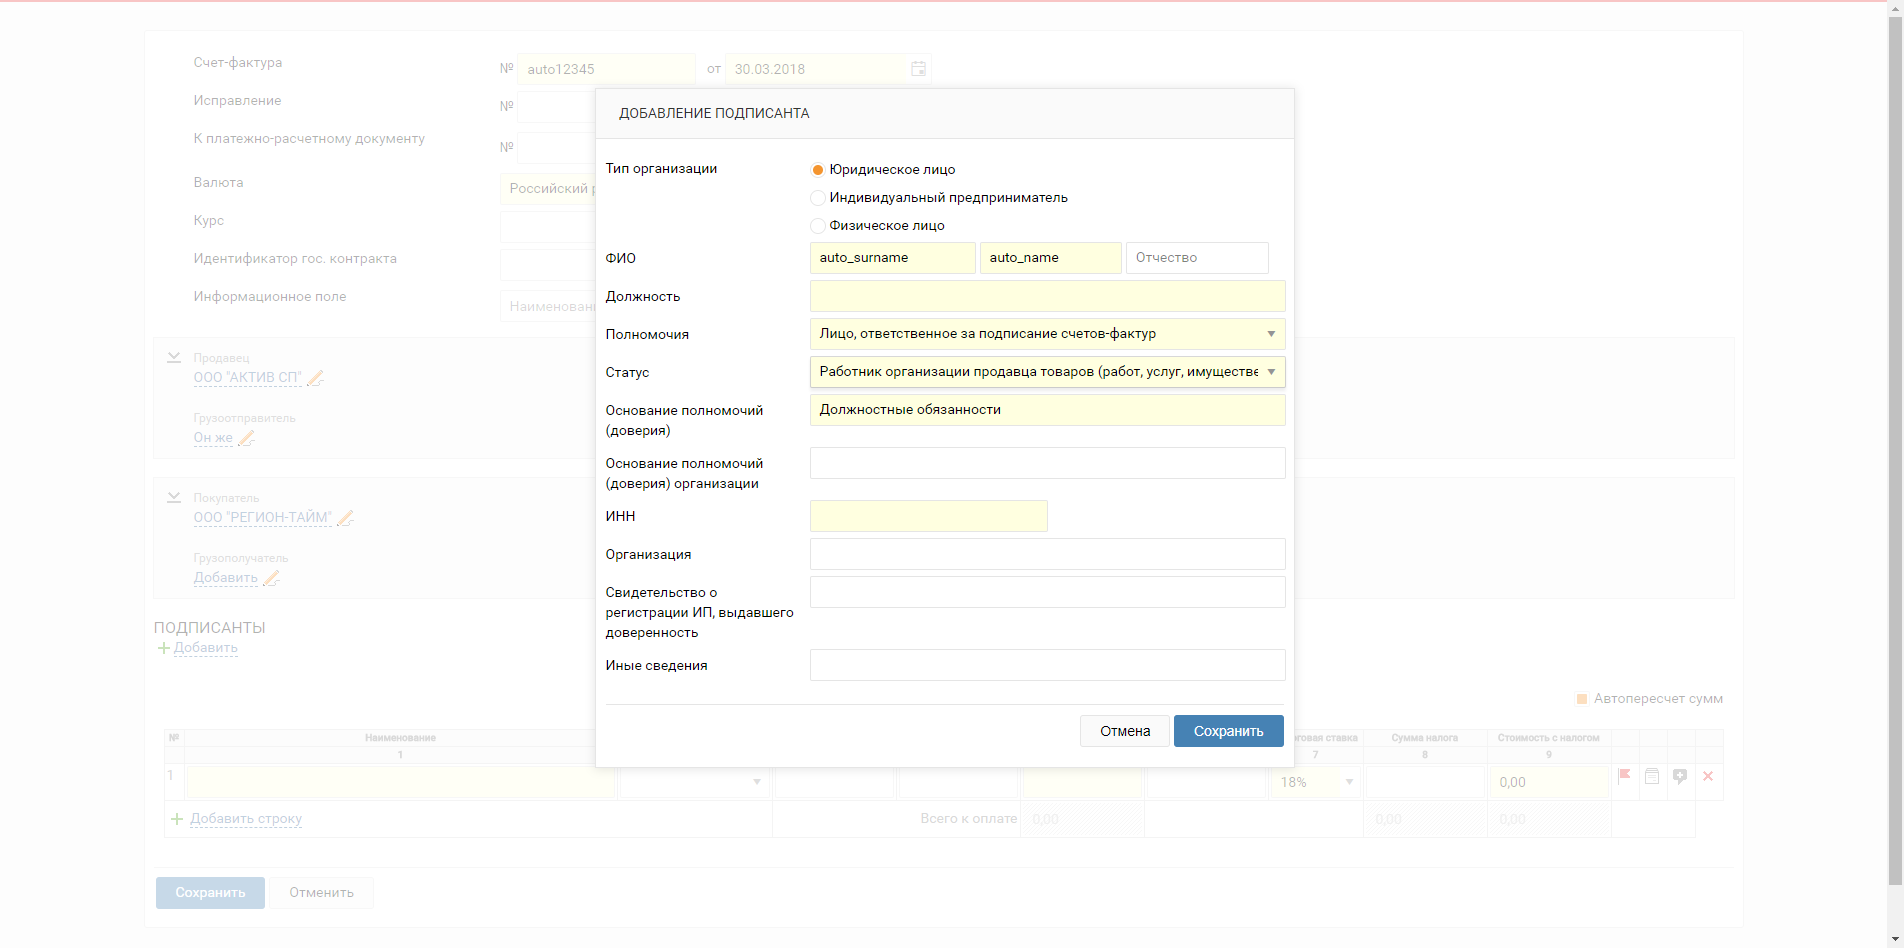 Счет-фактура
№ auto12345 от 30.03.2018
Исправление
№
К платежно-расчетному документу
№
Валюта
Российский
Курс
Идентификатор гос. контракта
Информационное поле
Продавец
ООО "АКТИВ СП"
Грузоотправитель
Он же
Покупатель
ООО "РЕГИОН-ТАЙМ"
Грузополучатель
Добавить
ПОДПИСАНТЫ
Добавить
ДОБАВЛЕНИЕ ПОДПИСАНТА
Тип организации
Юридическое лицо
Индивидуальный предприниматель
Физическое лицо
ФИО auto_surname auto_name Отчество
Должность
Полномочия Лицо, ответственное за подписание счетов-фактур
Статус Работник организации продавца товаров (работ, услуг, имуществе
Основание полномочий Должностные обязанности
(доверия)
Основание полномочий
(доверия) организации
ИНН
Организация
Свидетельство о
регистрации ИП, выдавшего
доверенность
Иные сведения
Отмена Сохранить
Автопересчет сумм
№ Наименование ставка Сумма налога Стоимость с налогом
1 7 8 9
1 18% 0,00
Добавить строку Всего к оплате 0,00 0,00 0,00
Сохранить Отменить